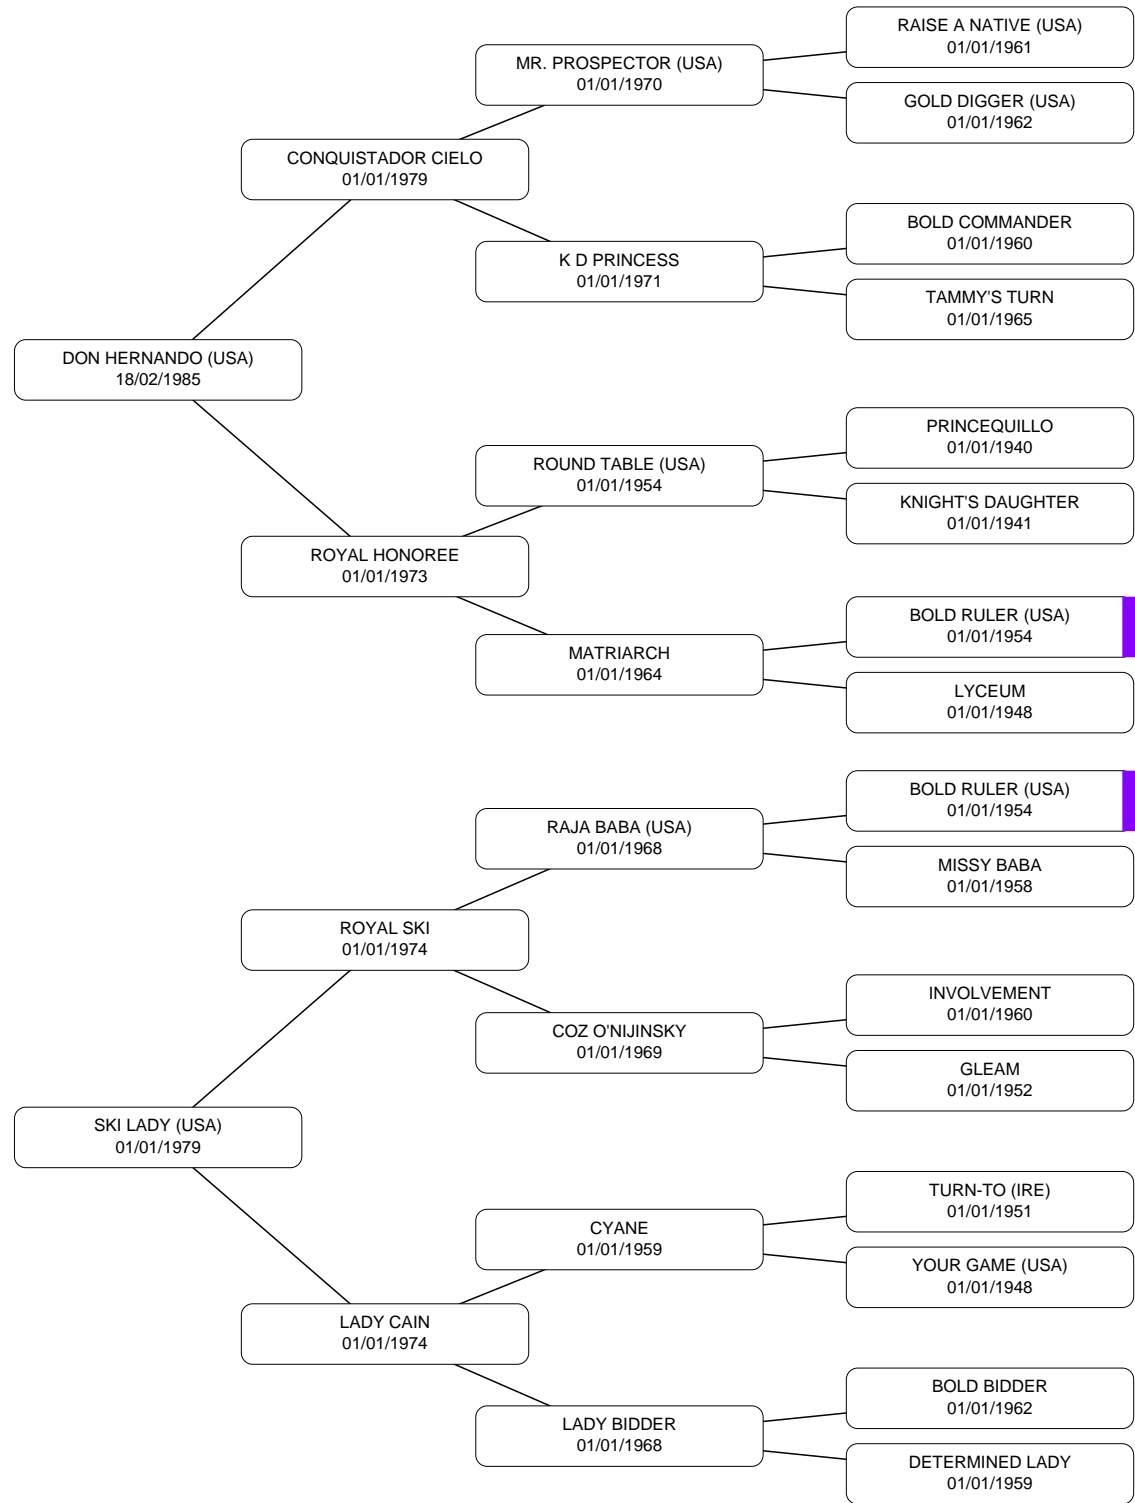 RAISE A NATIVE (USA)
01/01/1961
MR. PROSPECTOR (USA)
01/01/1970
GOLD DIGGER (USA)
01/01/1962
CONQUISTADOR CIELO
01/01/1979
BOLD COMMANDER
01/01/1960
K D PRINCESS
01/01/1971
TAMMY'S TURN
01/01/1965
DON HERNANDO (USA)
18/02/1985
PRINCEQUILLO
01/01/1940
ROUND TABLE (USA)
01/01/1954
KNIGHT'S DAUGHTER
01/01/1941
ROYAL HONOREE
01/01/1973
BOLD RULER (USA)
01/01/1954
MATRIARCH
01/01/1964
LYCEUM
01/01/1948
BOLD RULER (USA)
01/01/1954
RAJA BABA (USA)
01/01/1968
MISSY BABA
01/01/1958
ROYAL SKI
01/01/1974
INVOLVEMENT
01/01/1960
COZ O'NIJINSKY
01/01/1969
GLEAM
01/01/1952
SKI LADY (USA)
01/01/1979
TURN-TO (IRE)
01/01/1951
CYANE
01/01/1959
YOUR GAME (USA)
01/01/1948
LADY CAIN
01/01/1974
BOLD BIDDER
01/01/1962
LADY BIDDER
01/01/1968
DETERMINED LADY
01/01/1959